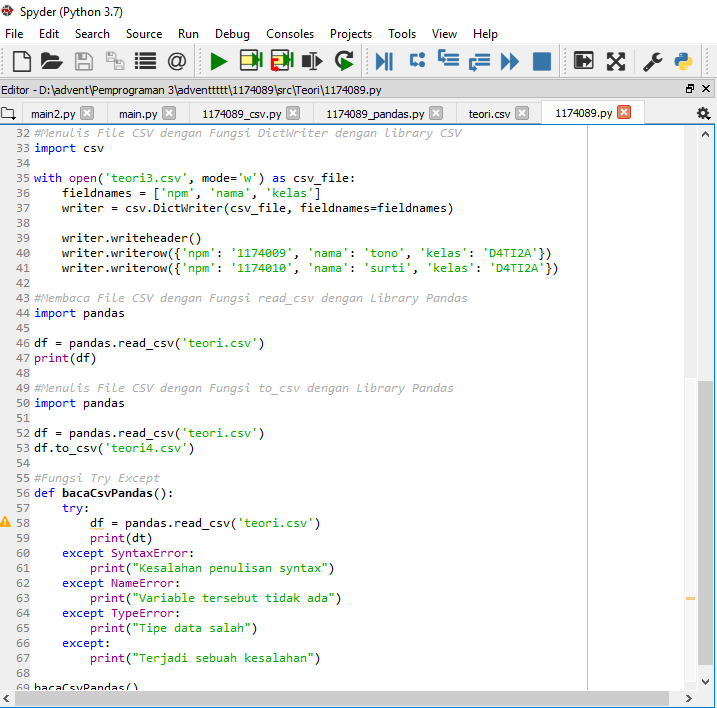 Spyder (Python 3.7)
File Edit Search Source Run Debug Consoles Projects Tools View Help
Editor - D:\advent\Pemprograman 3\adventtttt\1174089\src\Teori\1174089.py
main2.py main.py 1174089_csv.py 1174089_pandas.py teori.csv 1174089.py
32 #Menulis File CSV dengan Fungsi DictWriter dengan library CSV
33 import csv
34
35 with open('teori3.csv', mode='w') as csv_file:
36     fieldnames = ['npm', 'nama', 'kelas']
37     writer = csv.DictWriter(csv_file, fieldnames=fieldnames)
38
39     writer.writeheader()
40     writer.writerow({'npm': '1174009', 'nama': 'tono', 'kelas': 'D4TI2A'})
41     writer.writerow({'npm': '1174010', 'nama': 'surti', 'kelas': 'D4TI2A'})
42
43 #Membaca File CSV dengan Fungsi read_csv dengan Library Pandas
44 import pandas
45
46 df = pandas.read_csv('teori.csv')
47 print(df)
48
49 #Menulis File CSV dengan Fungsi to_csv dengan Library Pandas
50 import pandas
51
52 df = pandas.read_csv('teori.csv')
53 df.to_csv('teori4.csv')
54
55 #Fungsi Try Except
56 def bacaCsvPandas():
57     try:
58         df = pandas.read_csv('teori.csv')
59         print(dt)
60     except SyntaxError:
61         print("Kesalahan penulisan syntax")
62     except NameError:
63         print("Variable tersebut tidak ada")
64     except TypeError:
65         print("Tipe data salah")
66     except:
67         print("Terjadi sebuah kesalahan")
68
69 bacaCsvPandas()